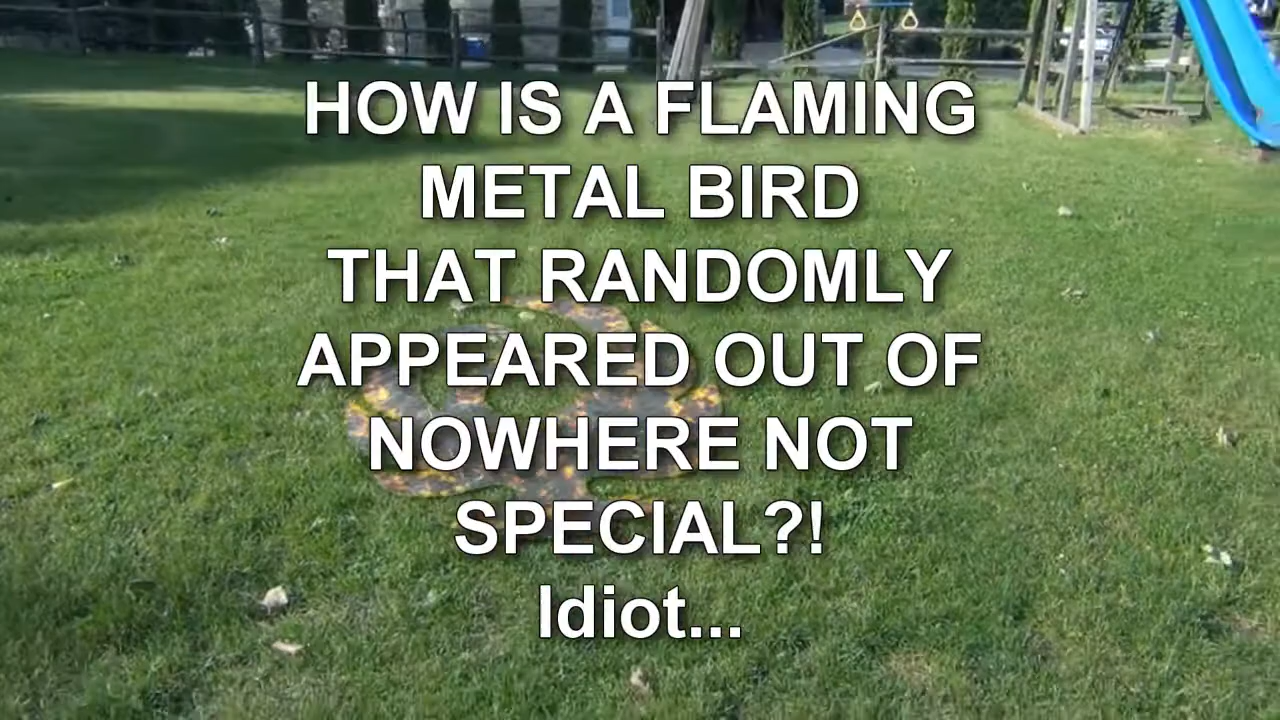 HOW IS A FLAMING
METAL BIRD
THAT RANDOMLY
APPEARED OUT OF
NOWHERE NOT
SPECIAL?!
Idiot...